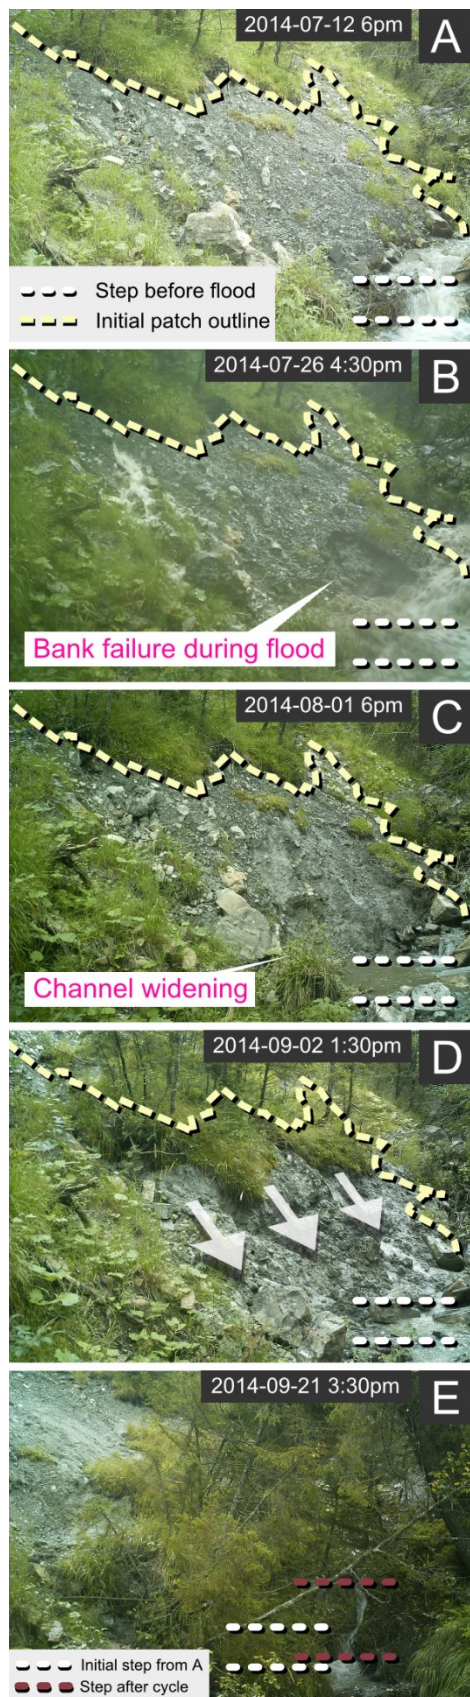 2014-07-12 6pm
A
Step before flood
Initial patch outline
2014-07-26 4:30pm
B
Bank failure during flood
2014-08-01 6pm
C
Channel widening
2014-09-02 1:30pm
D
2014-09-21 3:30pm
E
Initial step from A
Step after cycle